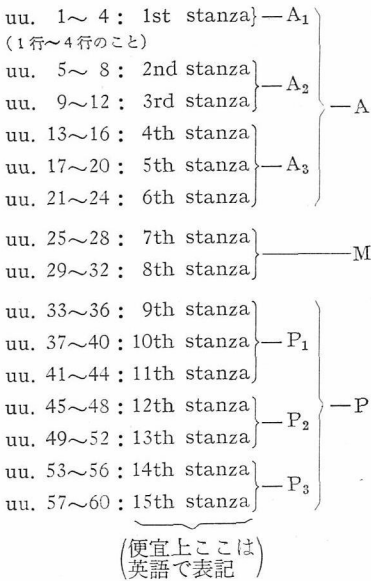 uu. 1～ 4 : 1st stanza}—A₁
(1行～4行のこと)
uu. 5～ 8 : 2nd stanza
—A₂
uu. 9～12 : 3rd stanza
—A
uu. 13～16 : 4th stanza
uu. 17～20 : 5th stanza}—A₃
uu. 21～24 : 6th stanza
uu. 25～28 : 7th stanza
—M
uu. 29～32 : 8th stanza
uu. 33～36 : 9th stanza
uu. 37～40 : 10th stanza}—P₁
uu. 41～44 : 11th stanza
uu. 45～48 : 12th stanza
—P₂
—P
uu. 49～52 : 13th stanza
uu. 53～56 : 14th stanza
—P₃
uu. 57～60 : 15th stanza
(便宜上ここは
英語で表記)